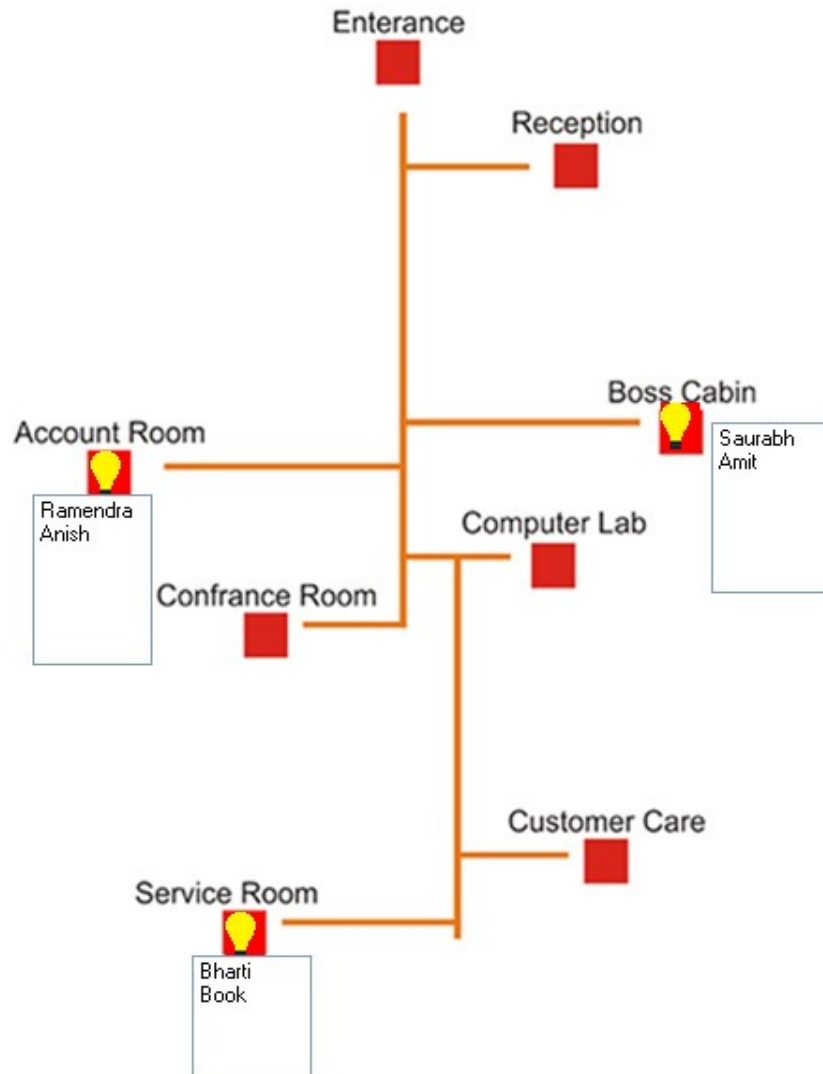 Enterance
Reception
Boss Cabin
Saurabh
Amit
Account Room
Ramendra
Anish
Computer Lab
Confrance Room
Customer Care
Service Room
Bharti
Book